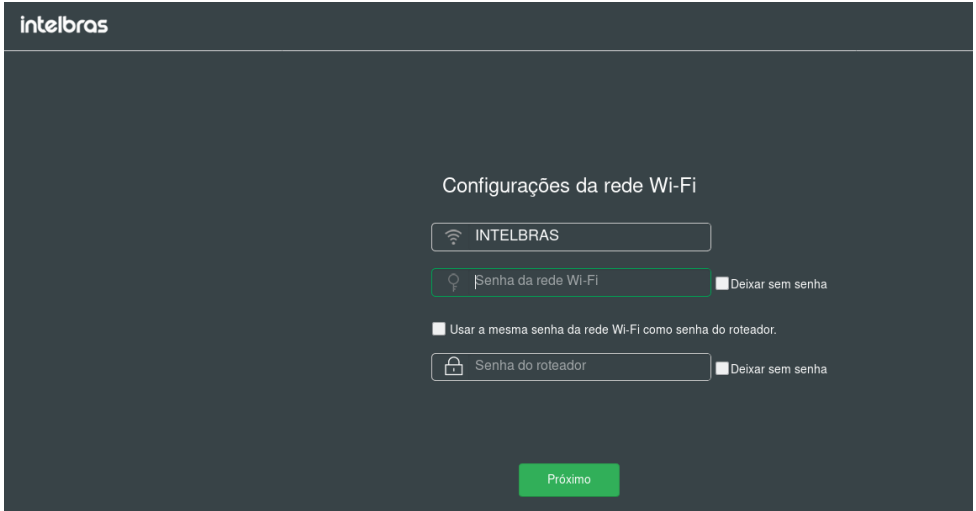 intelbras
Configurações da rede Wi-Fi
INTELBRAS
Senha da rede Wi-Fi Deixar sem senha
Usar a mesma senha da rede Wi-Fi como senha do roteador.
Senha do roteador Deixar sem senha
Próximo